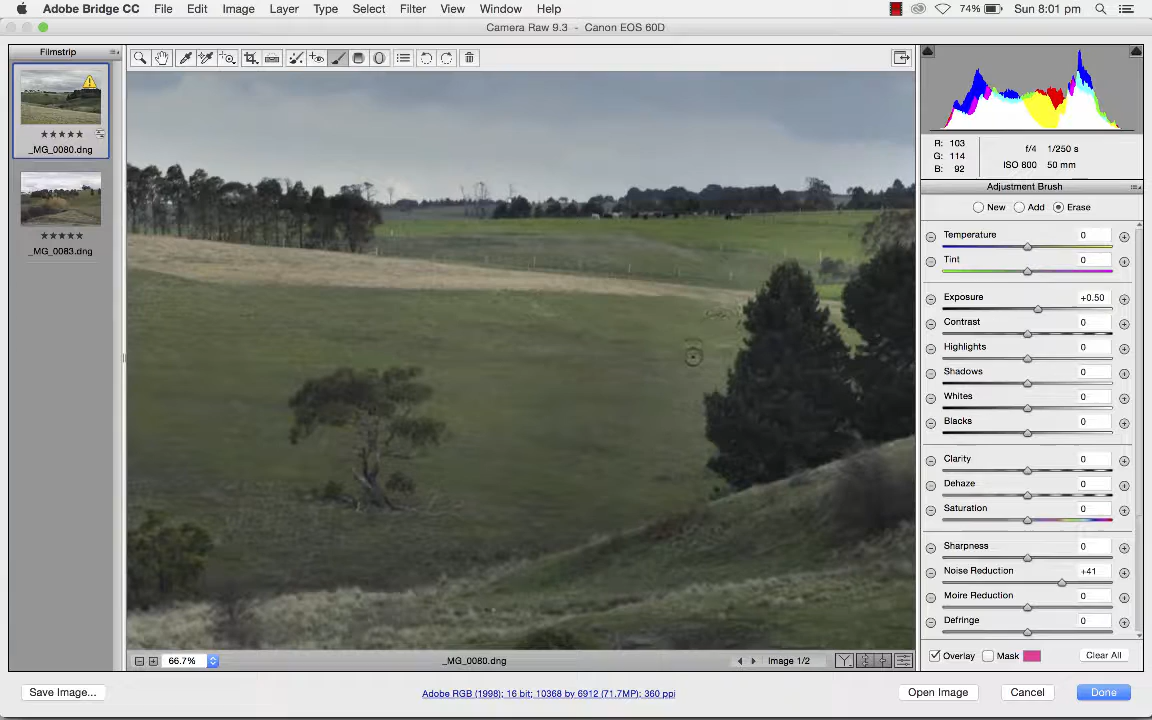 Adobe Bridge CC File Edit Image Layer Type Select Filter View Window Help 74% Sun 8:01 pm
Camera Raw 9.3 - Canon EOS 60D
Filmstrip
_MG_0080.dng
_MG_0083.dng
R: 103
G: 114
B: 92
f/4 1/250 s
ISO 800 50 mm
Adjustment Brush
New Add Erase
Temperature 0
Tint 0
Exposure +0.50
Contrast 0
Highlights 0
Shadows 0
Whites 0
Blacks 0
Clarity 0
Dehaze 0
Saturation 0
Sharpness 0
Noise Reduction +41
Moire Reduction 0
Defringe 0
Overlay Mask Clear All
66.7% _MG_0080.dng Image 1/2
Save Image... Adobe RGB (1998); 16 bit; 10368 by 6912 (71.7MP); 360 ppi Open Image Cancel Done